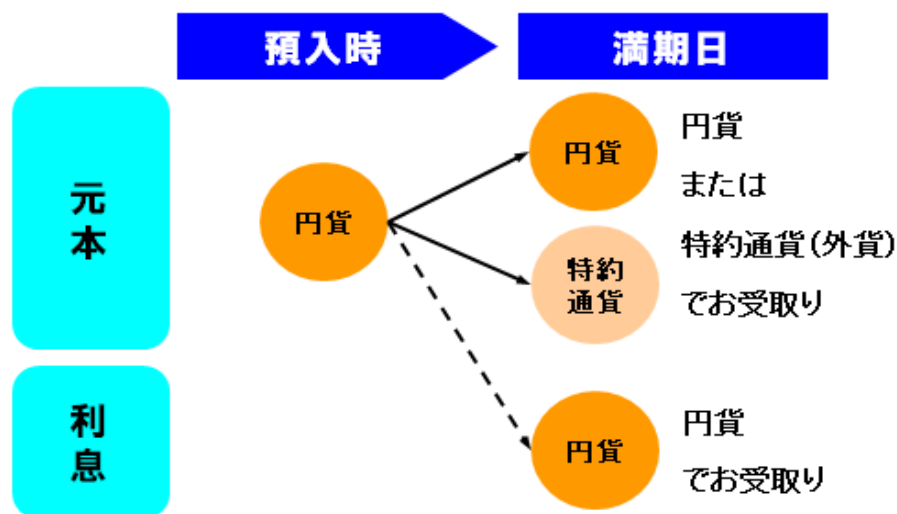 預入時
満期日
元
本
円貨
円貨
特約
通貨
円貨
または
特約通貨(外貨)
でお受取り
利
息
円貨
円貨
でお受取り